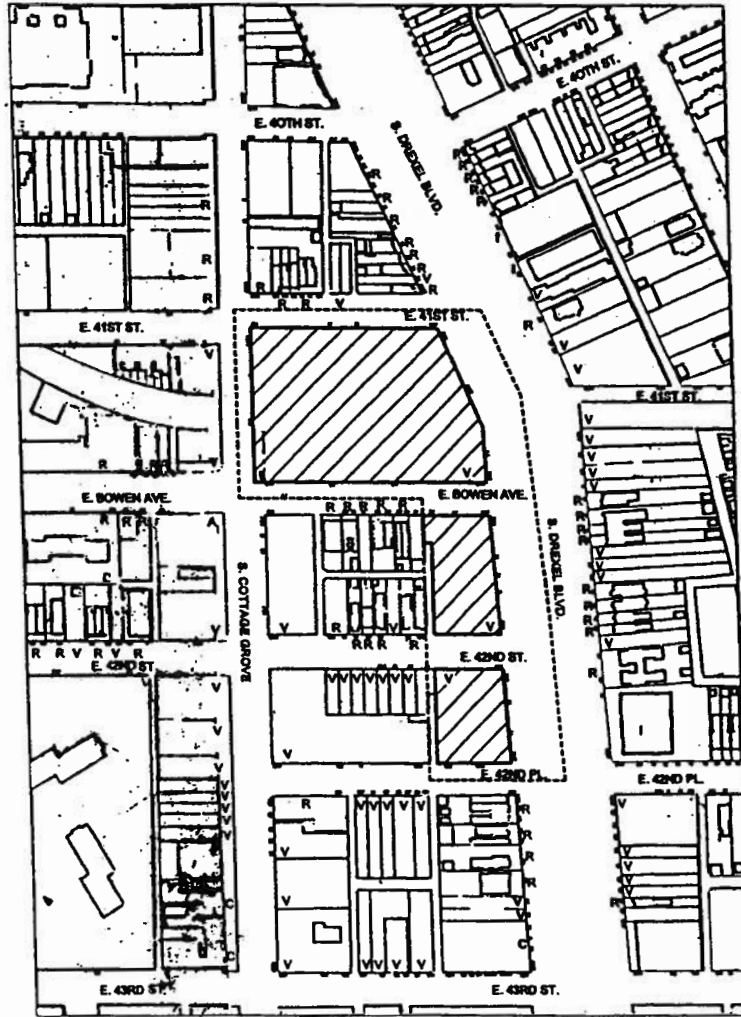 E. 40TH ST.
E. 40TH ST.
S. DREXEL BLVD.
R
R
R
R
R
R
R
R
V
R
R
R
R
R
R
V
R
R
V
E. 41ST ST.
E. 41ST ST.
V
R
E. 41ST ST.
V
V
V
V
V
R
R
V
V
E. BOWEN AVE.
E. BOWEN AVE.
R R R
A
R R R R R
S. COTTAGE GROVE
S. DREXEL BLVD.
R
R
R
R
V
V
V
R
R
R
R
R
R V R R
V
V
R
R R R V R
V
E. 42ND ST
E. 42ND ST.
V
V V V V V V V
V
R
V
V
E. 42ND PL.
E. 42ND PL.
V
V
V
V
V
V
R
V V V V V
R
R
R
R
V
V
V
V
V
V
V
V
R
C
C
C
V
V V V V
V
E. 43RD ST.
E. 43RD ST.